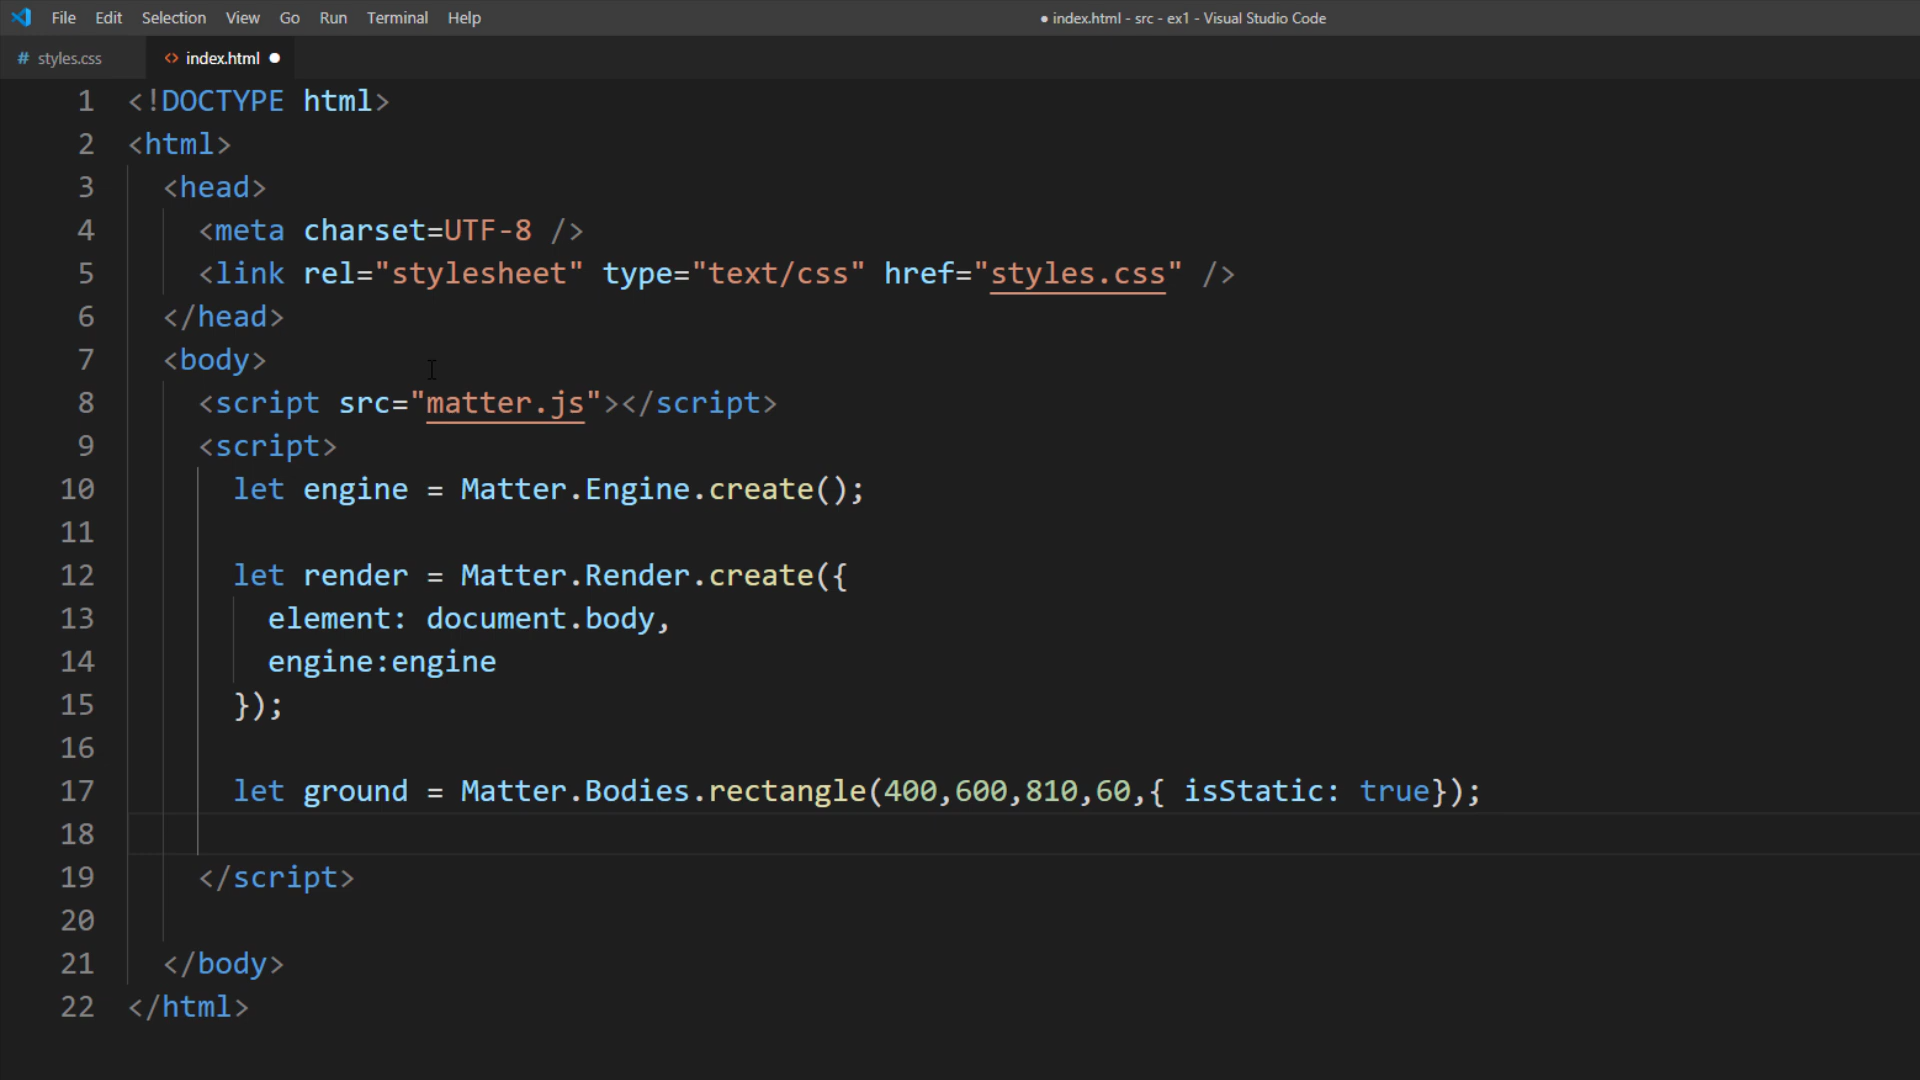 File Edit Selection View Go Run Terminal Help ● index.html - src - ex1 - Visual Studio Code
# styles.css <> index.html ●
1 <!DOCTYPE html>
2 <html>
3 <head>
4 <meta charset=UTF-8 />
5 <link rel="stylesheet" type="text/css" href="styles.css" />
6 </head>
7 <body>
8 <script src="matter.js"></script>
9 <script>
10 let engine = Matter.Engine.create();
11
12 let render = Matter.Render.create({
13 element: document.body,
14 engine:engine
15 });
16
17 let ground = Matter.Bodies.rectangle(400,600,810,60,{ isStatic: true});
18
19 </script>
20
21 </body>
22 </html>